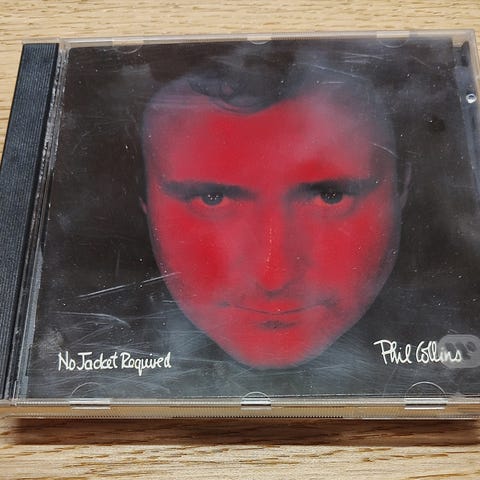 No Jacket Required
Phil Collins